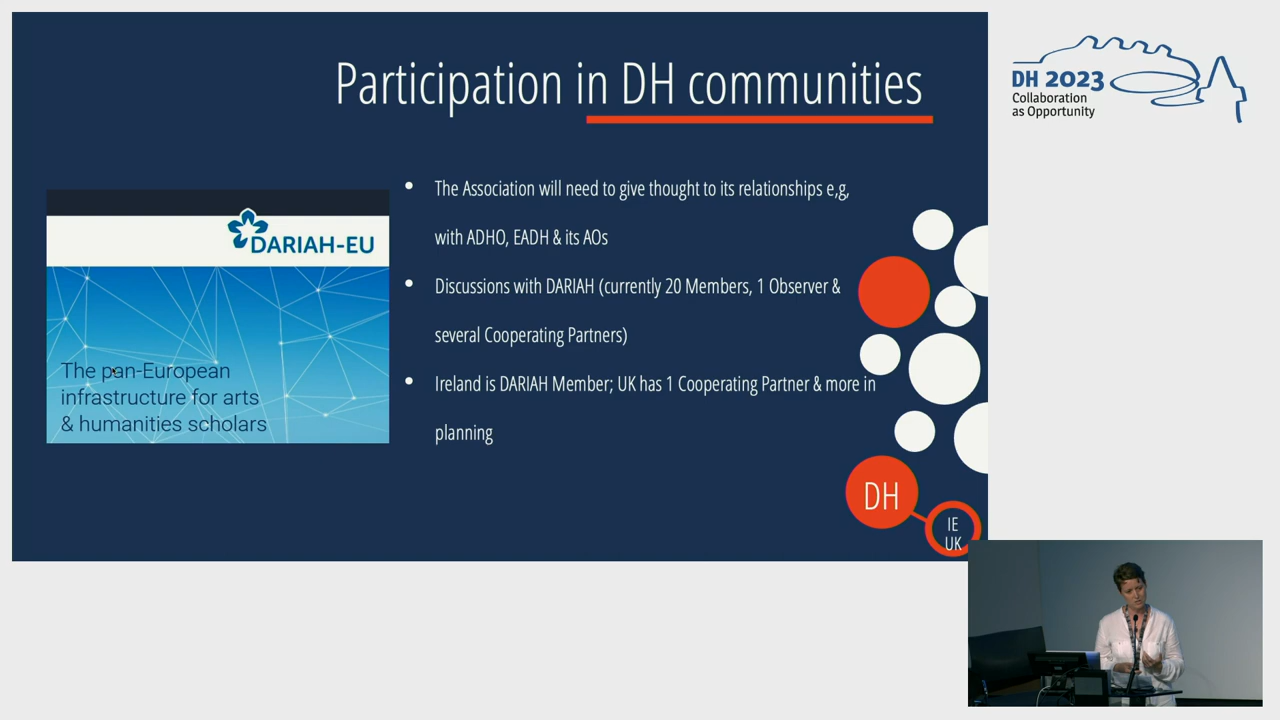 Participation in DH communities
DH 2023
Collaboration
as Opportunity
DARIAH-EU
The pan-European
infrastructure for arts
& humanities scholars
• The Association will need to give thought to its relationships e,g,
with ADHO, EADH & its AOs
• Discussions with DARIAH (currently 20 Members, 1 Observer &
several Cooperating Partners)
• Ireland is DARIAH Member; UK has 1 Cooperating Partner & more in
planning
DH
IE
UK